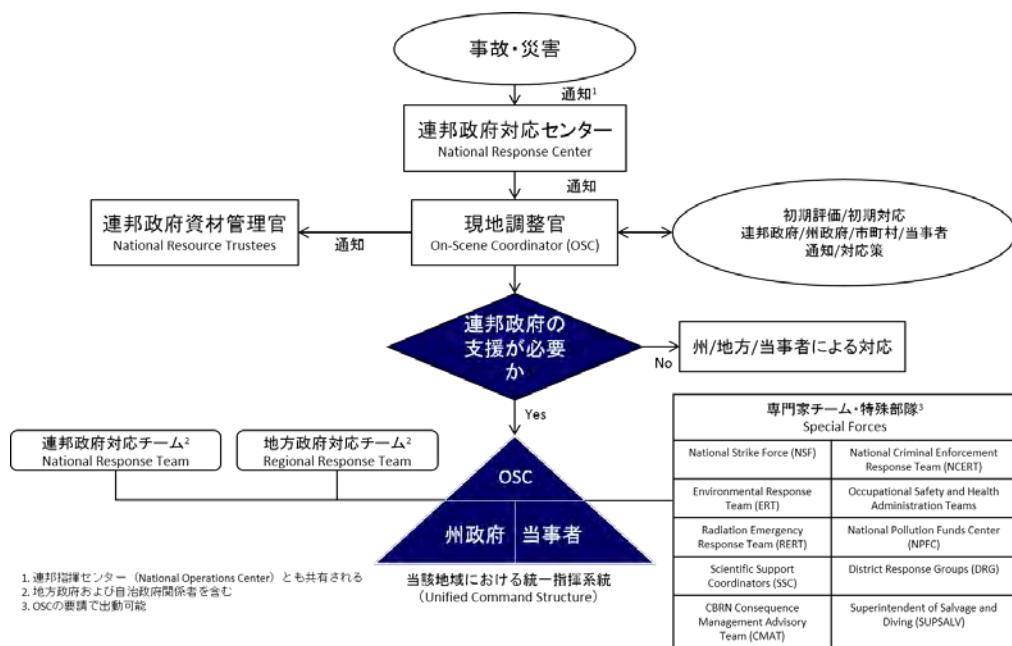 事故・災害
通知1
連邦政府対応センター
National Response Center
通知
連邦政府資材管理官
National Resource Trustees
通知
現地調整官
On-Scene Coordinator (OSC)
初期評価/初期対応
連邦政府/州政府/市町村/当事者
通知/対応策
連邦政府の
支援が必要
か
No
州/地方/当事者による対応
Yes
連邦政府対応チーム2
National Response Team
地方政府対応チーム2
Regional Response Team
OSC
州政府
当事者
当該地域における統一指揮系統
（Unified Command Structure）
専門家チーム・特殊部隊3
Special Forces
National Strike Force (NSF)
National Criminal Enforcement
Response Team (NCERT)
Environmental Response
Team (ERT)
Occupational Safety and Health
Administration Teams
Radiation Emergency
Response Team (RERT)
National Pollution Funds Center
(NPFC)
Scientific Support
Coordinators (SSC)
District Response Groups (DRG)
CBRN Consequence
Management Advisory
Team (CMAT)
Superintendent of Salvage and
Diving (SUPSALV)
1. 連邦指揮センター（National Operations Center）とも共有される
2. 地方政府および自治政府関係者を含む
3. OSCの要請で出動可能